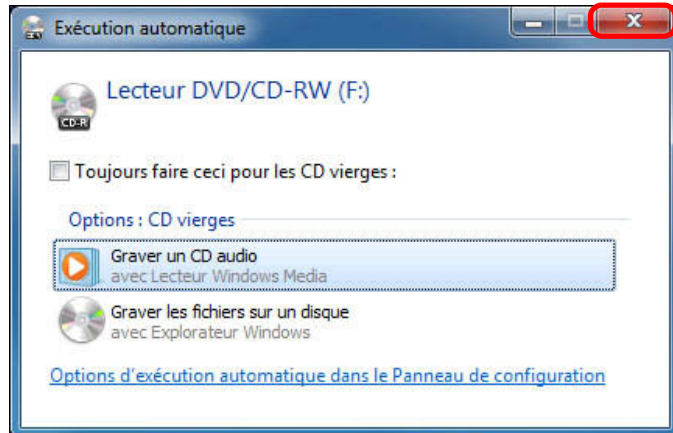 Exécution automatique
Lecteur DVD/CD-RW (F:)
CD-R
Toujours faire ceci pour les CD vierges :
Options : CD vierges
Graver un CD audio
avec Lecteur Windows Media
Graver les fichiers sur un disque
avec Explorateur Windows
Options d'exécution automatique dans le Panneau de configuration